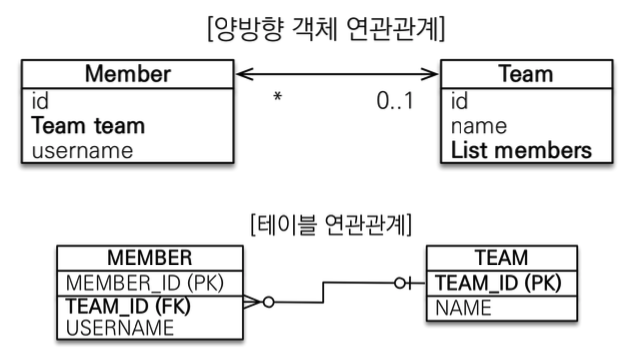 [양방향 객체 연관관계]
Member
id
Team team
username
* 0..1
Team
id
name
List members
[테이블 연관관계]
MEMBER
MEMBER_ID (PK)
TEAM_ID (FK)
USERNAME
TEAM
TEAM_ID (PK)
NAME